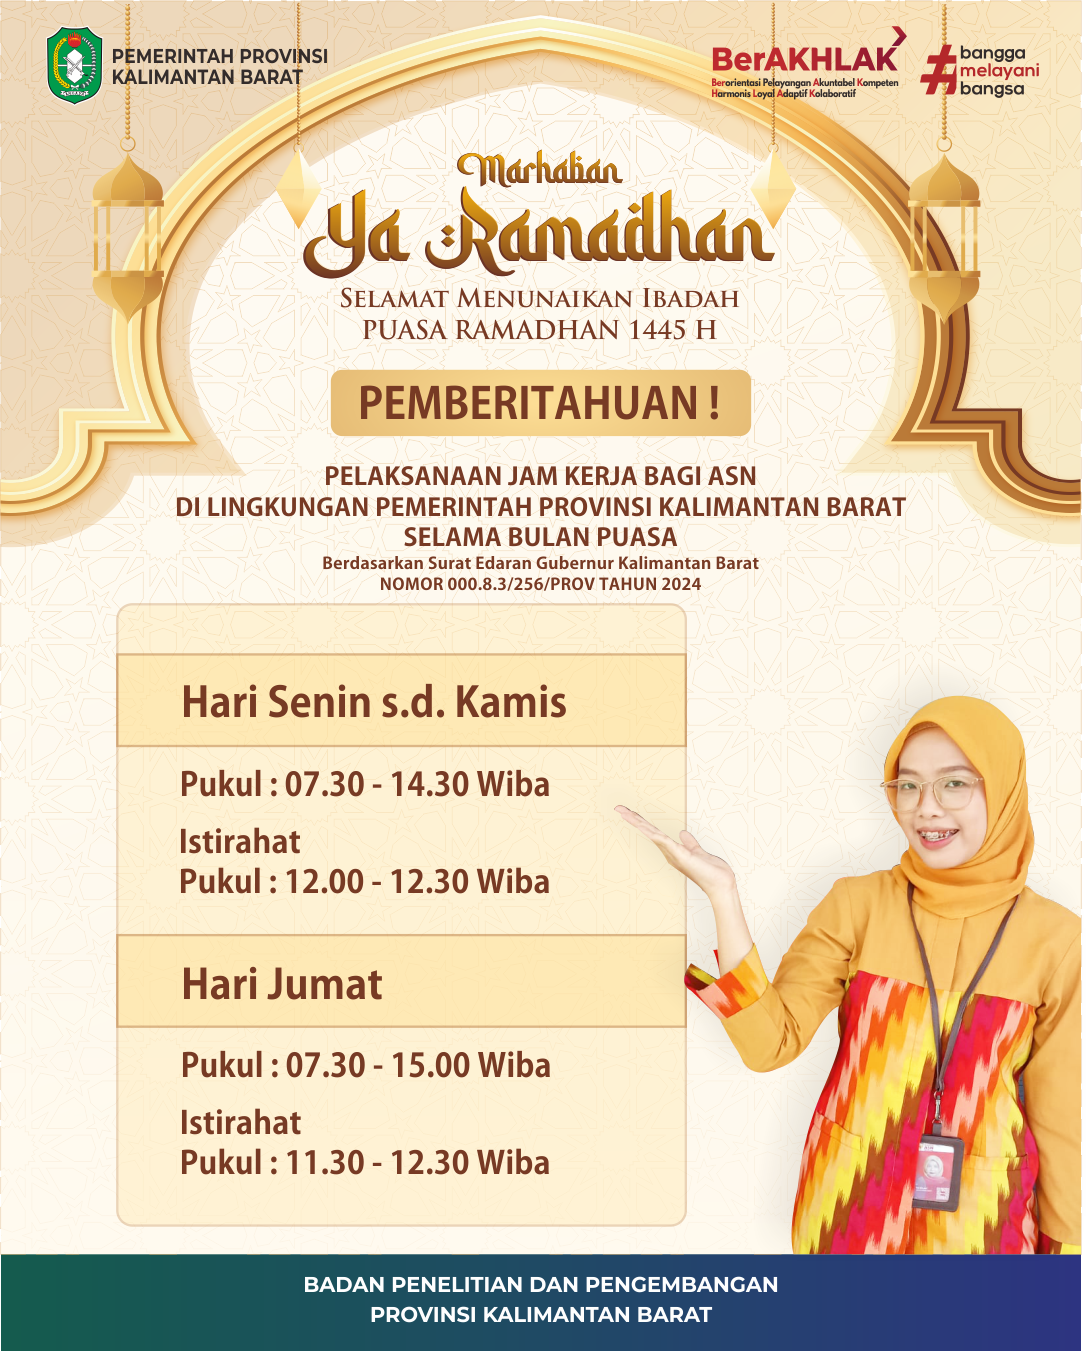 PEMERINTAH PROVINSI
KALIMANTAN BARAT
BerAKHLAK
Berorientasi Pelayangan Akuntabel Kompeten
Harmonis Loyal Adaptif Kolaboratif
#
bangga
melayani
bangsa
Marhaban
Ya Ramadhan
SELAMAT MENUNAIKAN IBADAH
PUASA RAMADHAN 1445 H
PEMBERITAHUAN !
PELAKSANAAN JAM KERJA BAGI ASN
DI LINGKUNGAN PEMERINTAH PROVINSI KALIMANTAN BARAT
SELAMA BULAN PUASA
Berdasarkan Surat Edaran Gubernur Kalimantan Barat
NOMOR 000.8.3/256/PROV TAHUN 2024
Hari Senin s.d. Kamis
Pukul : 07.30 - 14.30 Wiba
Istirahat
Pukul : 12.00 - 12.30 Wiba
Hari Jumat
Pukul : 07.30 - 15.00 Wiba
Istirahat
Pukul : 11.30 - 12.30 Wiba
BADAN PENELITIAN DAN PENGEMBANGAN
PROVINSI KALIMANTAN BARAT